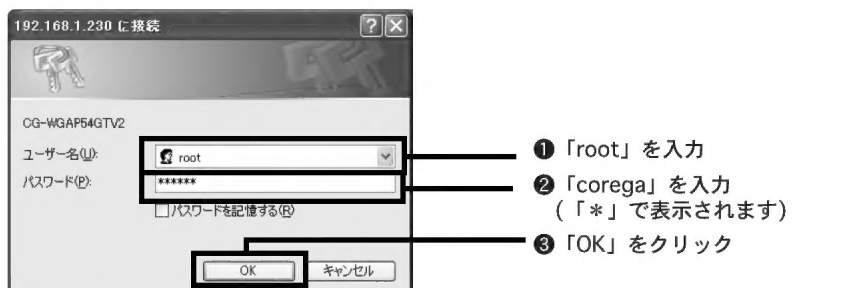 192.168.1.230 に接続
CG-WGAP54GTV2
ユーザー名(U):
root
パスワード(P):
******
パスワードを記憶する(R)
OK
キャンセル
❶「root」を入力
❷「corega」を入力
(「*」で表示されます)
❸「OK」をクリック